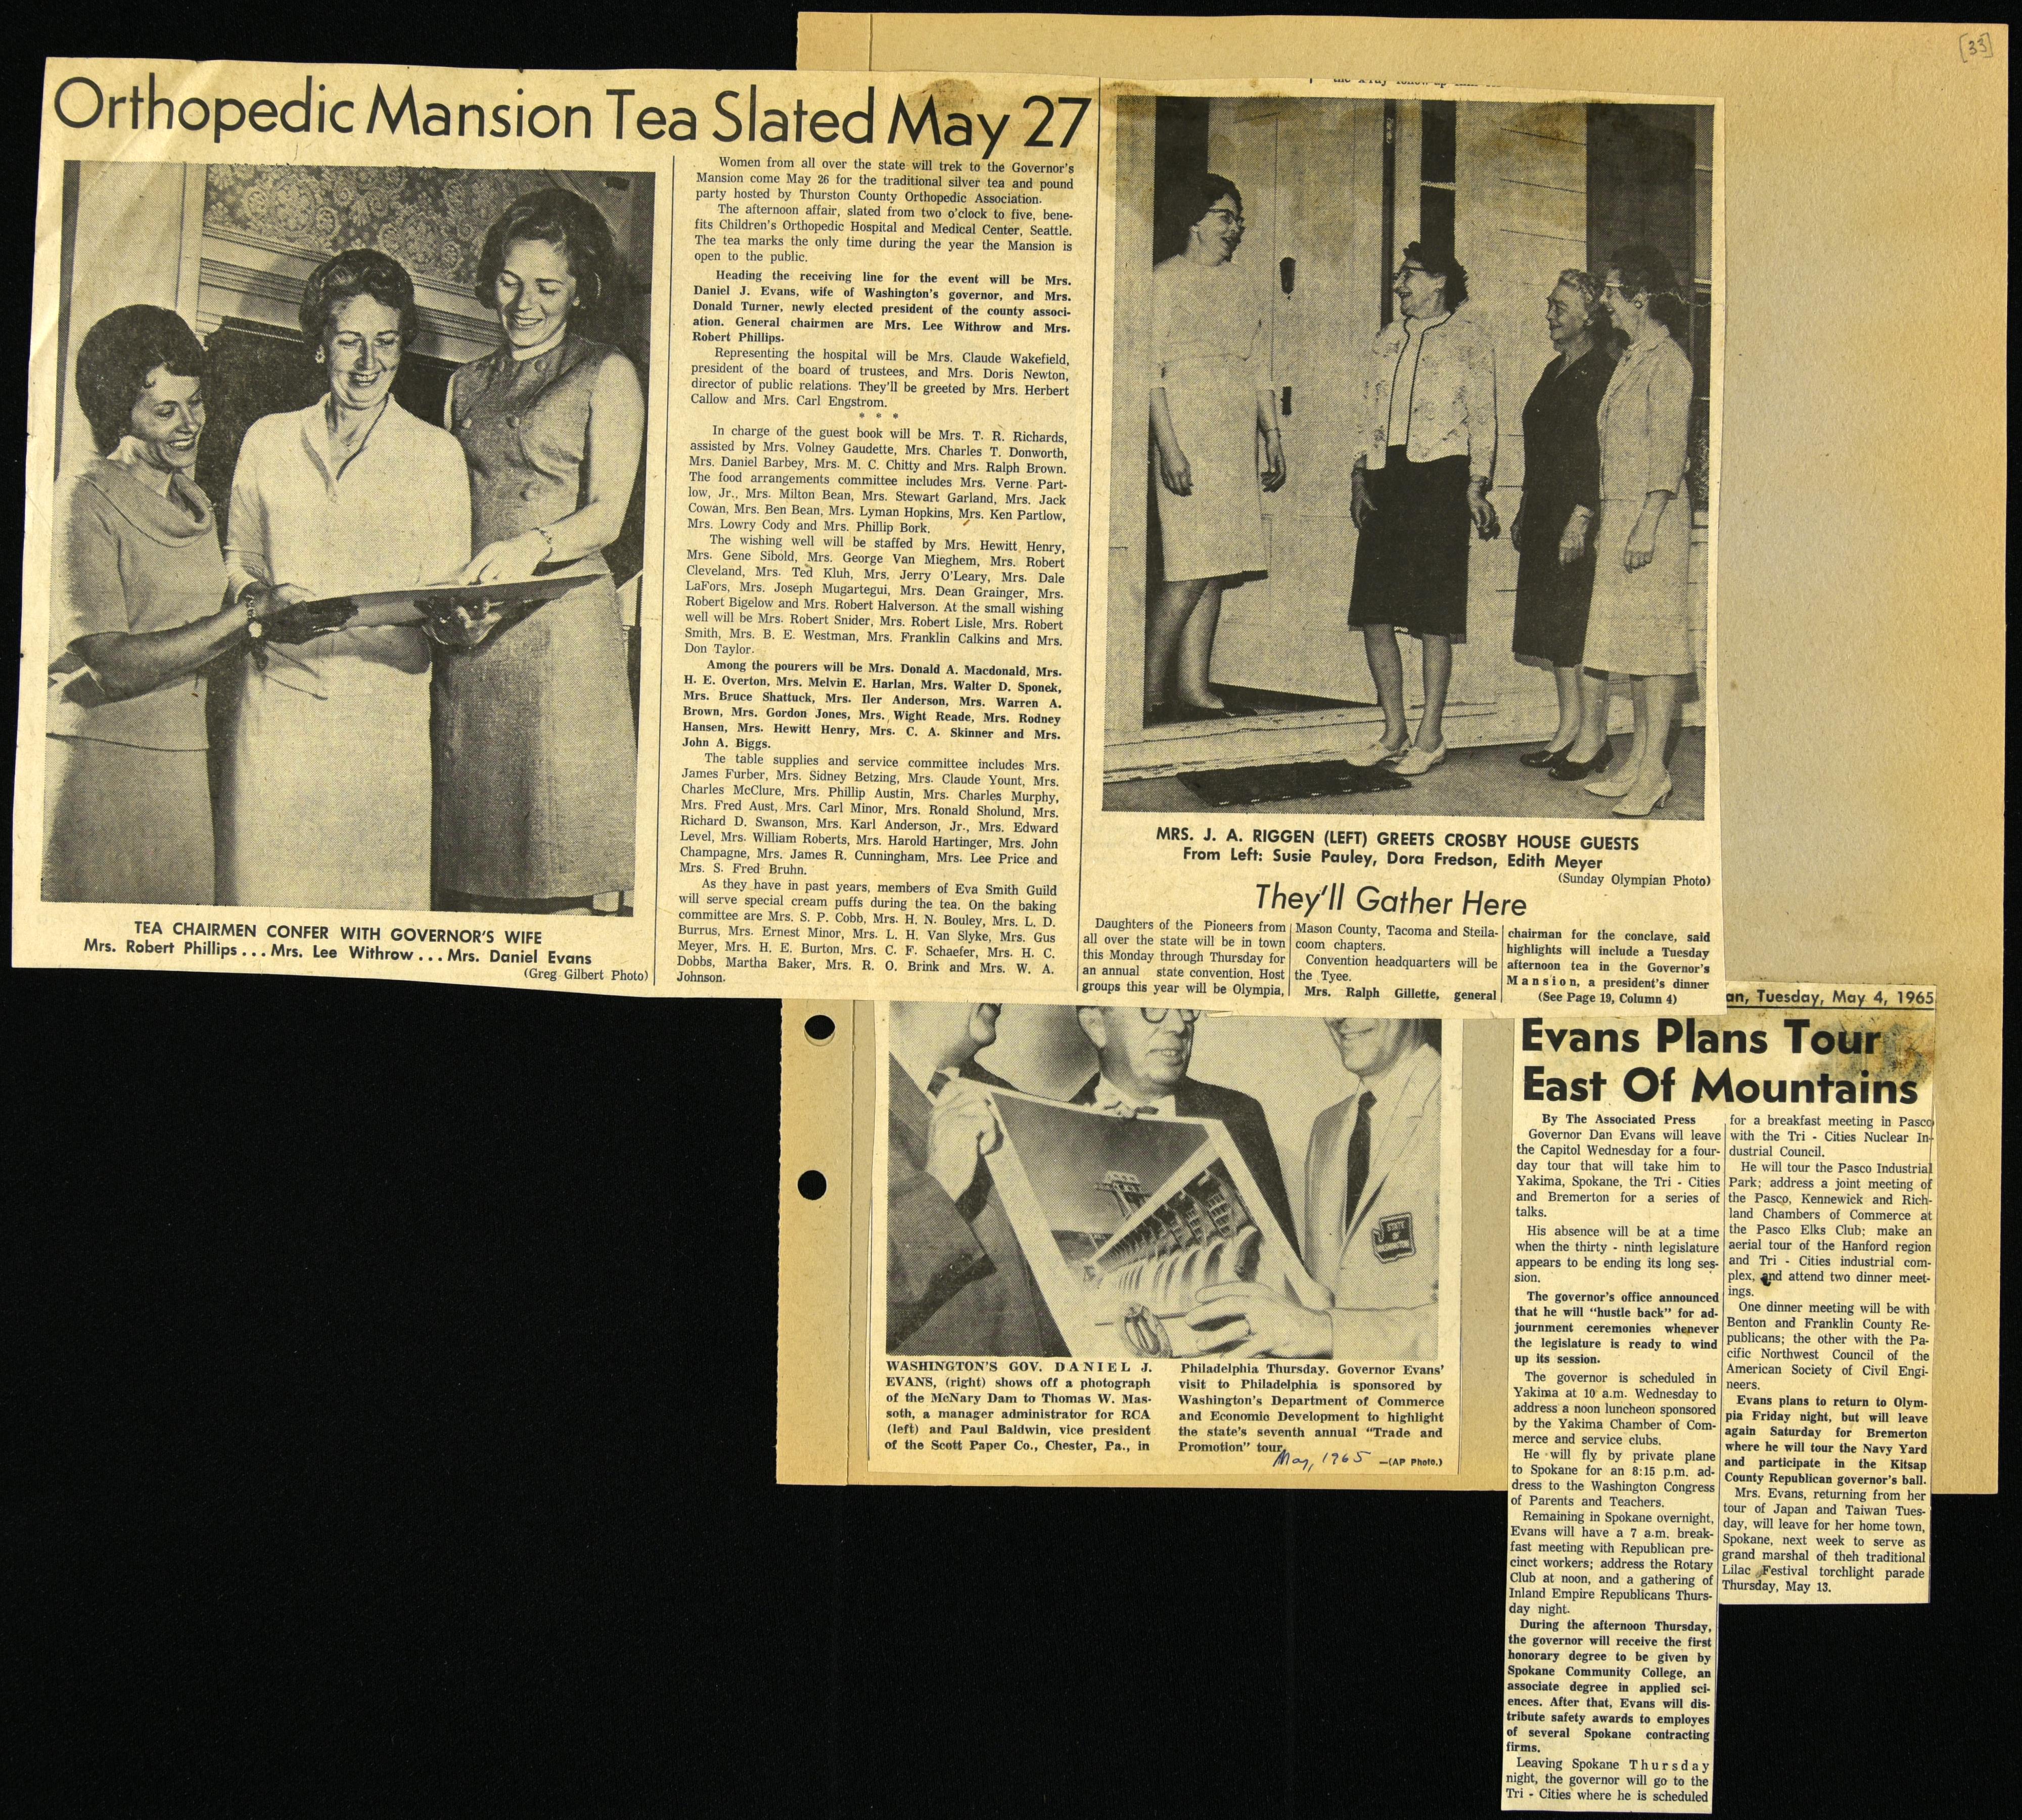 [33]
Orthopedic Mansion Tea Slated May 27
TEA CHAIRMEN CONFER WITH GOVERNOR'S WIFE
Mrs. Robert Phillips . . . Mrs. Lee Withrow . . . Mrs. Daniel Evans
(Greg Gilbert Photo)
Women from all over the state will trek to the Governor's
Mansion come May 26 for the traditional silver tea and pound
party hosted by Thurston County Orthopedic Association.
The afternoon affair, slated from two o'clock to five, bene-
fits Children's Orthopedic Hospital and Medical Center, Seattle.
The tea marks the only time during the year the Mansion is
open to the public.
Heading the receiving line for the event will be Mrs.
Daniel J. Evans, wife of Washington's governor, and Mrs.
Donald Turner, newly elected president of the county associ-
ation. General chairmen are Mrs. Lee Withrow and Mrs.
Robert Phillips.
Representing the hospital will be Mrs. Claude Wakefield,
president of the board of trustees, and Mrs. Doris Newton,
director of public relations. They'll be greeted by Mrs. Herbert
Callow and Mrs. Carl Engstrom.
* * *
In charge of the guest book will be Mrs. T. R. Richards,
assisted by Mrs. Volney Gaudette, Mrs. Charles T. Donworth,
Mrs. Daniel Barbey, Mrs. M. C. Chitty and Mrs. Ralph Brown.
The food arrangements committee includes Mrs. Verne Part-
low, Jr., Mrs. Milton Bean, Mrs. Stewart Garland, Mrs. Jack
Cowan, Mrs. Ben Bean, Mrs. Lyman Hopkins, Mrs. Ken Partlow,
Mrs. Lowry Cody and Mrs. Phillip Bork.
The wishing well will be staffed by Mrs. Hewitt Henry,
Mrs. Gene Sibold, Mrs. George Van Mieghem, Mrs. Robert
Cleveland, Mrs. Ted Kluh, Mrs. Jerry O'Leary, Mrs. Dale
LaFors, Mrs. Joseph Mugartegui, Mrs. Dean Grainger, Mrs.
Robert Bigelow and Mrs. Robert Halverson. At the small wishing
well will be Mrs. Robert Snider, Mrs. Robert Lisle, Mrs. Robert
Smith, Mrs. B. E. Westman, Mrs. Franklin Calkins and Mrs.
Don Taylor.
Among the pourers will be Mrs. Donald A. Macdonald, Mrs.
H. E. Overton, Mrs. Melvin E. Harlan, Mrs. Walter D. Sponek,
Mrs. Bruce Shattuck, Mrs. Iler Anderson, Mrs. Warren A.
Brown, Mrs. Gordon Jones, Mrs. Wight Reade, Mrs. Rodney
Hansen, Mrs. Hewitt Henry, Mrs. C. A. Skinner and Mrs.
John A. Biggs.
The table supplies and service committee includes Mrs.
James Furber, Mrs. Sidney Betzing, Mrs. Claude Yount, Mrs.
Charles McClure, Mrs. Phillip Austin, Mrs. Charles Murphy,
Mrs. Fred Aust, Mrs. Carl Minor, Mrs. Ronald Sholund, Mrs.
Richard D. Swanson, Mrs. Karl Anderson, Jr., Mrs. Edward
Level, Mrs. William Roberts, Mrs. Harold Hartinger, Mrs. John
Champagne, Mrs. James R. Cunningham, Mrs. Lee Price and
Mrs. S. Fred Bruhn.
As they have in past years, members of Eva Smith Guild
will serve special cream puffs during the tea. On the baking
committee are Mrs. S. P. Cobb, Mrs. H. N. Bouley, Mrs. L. D.
Burrus, Mrs. Ernest Minor, Mrs. L. H. Van Slyke, Mrs. Gus
Meyer, Mrs. H. E. Burton, Mrs. C. F. Schaefer, Mrs. H. C.
Dobbs, Martha Baker, Mrs. R. O. Brink and Mrs. W. A.
Johnson.
MRS. J. A. RIGGEN (LEFT) GREETS CROSBY HOUSE GUESTS
From Left: Susie Pauley, Dora Fredson, Edith Meyer
(Sunday Olympian Photo)
They'll Gather Here
Daughters of the Pioneers from
all over the state will be in town
this Monday through Thursday for
an annual state convention. Host
groups this year will be Olympia,
Mason County, Tacoma and Steila-
coom chapters.
Convention headquarters will be
the Tyee.
Mrs. Ralph Gillette, general
chairman for the conclave, said
highlights will include a Tuesday
afternoon tea in the Governor's
Mansion, a president's dinner
(See Page 19, Column 4)
STATE
OF
WASHINGTON
WASHINGTON'S GOV. DANIEL J.
EVANS, (right) shows off a photograph
of the McNary Dam to Thomas W. Mas-
soth, a manager administrator for RCA
(left) and Paul Baldwin, vice president
of the Scott Paper Co., Chester, Pa., in
Philadelphia Thursday. Governor Evans'
visit to Philadelphia is sponsored by
Washington's Department of Commerce
and Economic Development to highlight
the state's seventh annual "Trade and
Promotion" tour.
May, 1965
—(AP Photo.)
an, Tuesday, May 4, 1965
Evans Plans Tour
East Of Mountains
By The Associated Press
Governor Dan Evans will leave
the Capitol Wednesday for a four-
day tour that will take him to
Yakima, Spokane, the Tri - Cities
and Bremerton for a series of
talks.
His absence will be at a time
when the thirty - ninth legislature
appears to be ending its long ses-
sion.
The governor's office announced
that he will "hustle back" for ad-
journment ceremonies whenever
the legislature is ready to wind
up its session.
The governor is scheduled in
Yakima at 10 a.m. Wednesday to
address a noon luncheon sponsored
by the Yakima Chamber of Com-
merce and service clubs.
He will fly by private plane
to Spokane for an 8:15 p.m. ad-
dress to the Washington Congress
of Parents and Teachers.
Remaining in Spokane overnight,
Evans will have a 7 a.m. break-
fast meeting with Republican pre-
cinct workers; address the Rotary
Club at noon, and a gathering of
Inland Empire Republicans Thurs-
day night.
During the afternoon Thursday,
the governor will receive the first
honorary degree to be given by
Spokane Community College, an
associate degree in applied sci-
ences. After that, Evans will dis-
tribute safety awards to employes
of several Spokane contracting
firms.
Leaving Spokane Thursday
night, the governor will go to the
Tri - Cities where he is scheduled
for a breakfast meeting in Pasco
with the Tri - Cities Nuclear In-
dustrial Council.
He will tour the Pasco Industrial
Park; address a joint meeting of
the Pasco, Kennewick and Rich-
land Chambers of Commerce at
the Pasco Elks Club; make an
aerial tour of the Hanford region
and Tri - Cities industrial com-
plex, and attend two dinner meet-
ings.
One dinner meeting will be with
Benton and Franklin County Re-
publicans; the other with the Pa-
cific Northwest Council of the
American Society of Civil Engi-
neers.
Evans plans to return to Olym-
pia Friday night, but will leave
again Saturday for Bremerton
where he will tour the Navy Yard
and participate in the Kitsap
County Republican governor's ball.
Mrs. Evans, returning from her
tour of Japan and Taiwan Tues-
day, will leave for her home town,
Spokane, next week to serve as
grand marshal of theh traditional
Lilac Festival torchlight parade
Thursday, May 13.